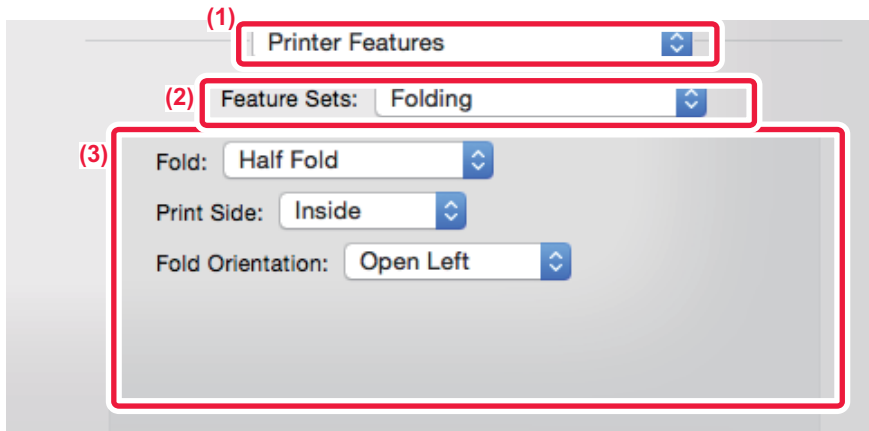 (1)
Printer Features
(2)
Feature Sets: Folding
(3)
Fold: Half Fold
Print Side: Inside
Fold Orientation: Open Left